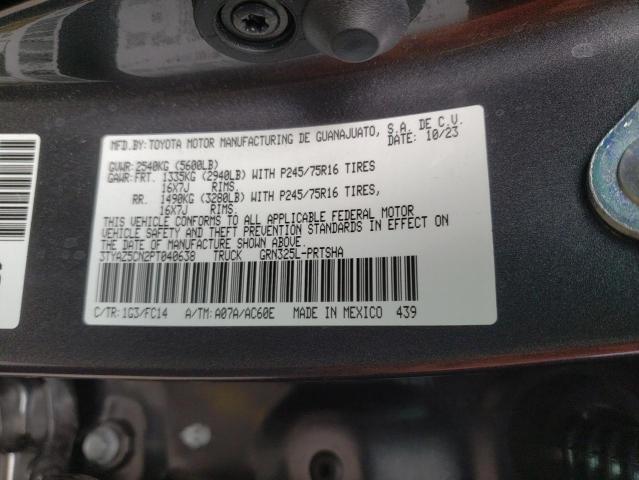 MFD.BY:TOYOTA MOTOR MANUFACTURING DE GUANAJUATO, S.A. DE C.V.
DATE: 10/23
GVWR:2540KG (5600LB)
GAWR:FRT. 1335KG (2940LB) WITH P245/75R16 TIRES
16X7J RIMS.
RR. 1490KG (3280LB) WITH P245/75R16 TIRES,
16X7J RIMS.
THIS VEHICLE CONFORMS TO ALL APPLICABLE FEDERAL MOTOR
VEHICLE SAFETY AND THEFT PREVENTION STANDARDS IN EFFECT ON
THE DATE OF MANUFACTURE SHOWN ABOVE.
3TYAZ5CN2PT040638 TRUCK GRN325L-PRTSHA
C/TR:1G3/FC14 A/TM:A07A/AC60E MADE IN MEXICO 439